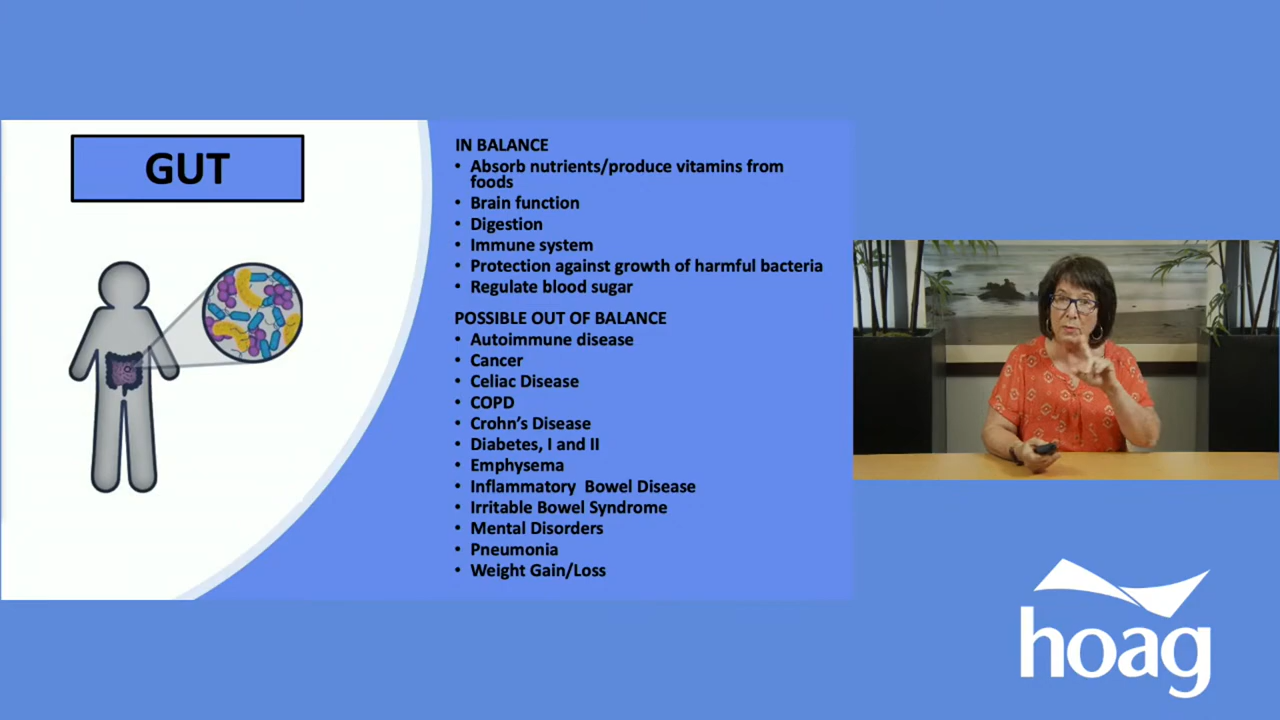 GUT
IN BALANCE
• Absorb nutrients/produce vitamins from
foods
• Brain function
• Digestion
• Immune system
• Protection against growth of harmful bacteria
• Regulate blood sugar
POSSIBLE OUT OF BALANCE
• Autoimmune disease
• Cancer
• Celiac Disease
• COPD
• Crohn's Disease
• Diabetes, I and II
• Emphysema
• Inflammatory Bowel Disease
• Irritable Bowel Syndrome
• Mental Disorders
• Pneumonia
• Weight Gain/Loss
hoag